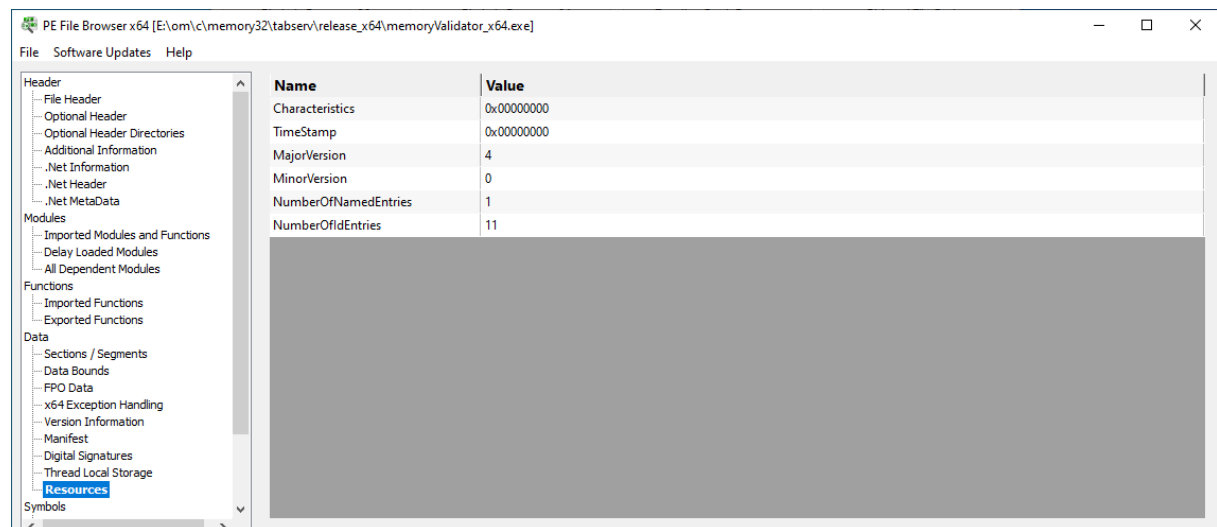 PE File Browser x64 [E:\om\c\memory32\tabserv\release_x64\memoryValidator_x64.exe]
File Software Updates Help
Header
File Header
Optional Header
Optional Header Directories
Additional Information
.Net Information
.Net Header
.Net MetaData
Modules
Imported Modules and Functions
Delay Loaded Modules
All Dependent Modules
Functions
Imported Functions
Exported Functions
Data
Sections / Segments
Data Bounds
FPO Data
x64 Exception Handling
Version Information
Manifest
Digital Signatures
Thread Local Storage
Resources
Symbols
Name Value
Characteristics 0x00000000
TimeStamp 0x00000000
MajorVersion 4
MinorVersion 0
NumberOfNamedEntries 1
NumberOfIdEntries 11